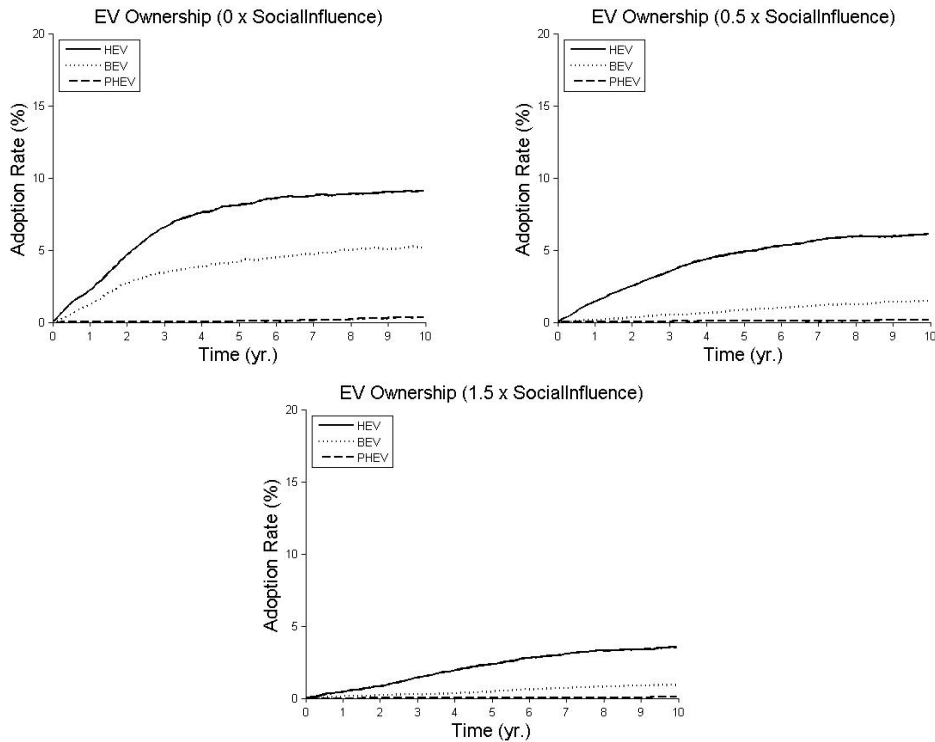 EV Ownership (0 x SocialInfluence)
20
15
10
5
0
Adoption Rate (%)
HEV
BEV
PHEV
0 1 2 3 4 5 6 7 8 9 10
Time (yr.)
EV Ownership (0.5 x SocialInfluence)
20
15
10
5
0
Adoption Rate (%)
HEV
BEV
PHEV
0 1 2 3 4 5 6 7 8 9 10
Time (yr.)
EV Ownership (1.5 x SocialInfluence)
20
15
10
5
0
Adoption Rate (%)
HEV
BEV
PHEV
0 1 2 3 4 5 6 7 8 9 10
Time (yr.)